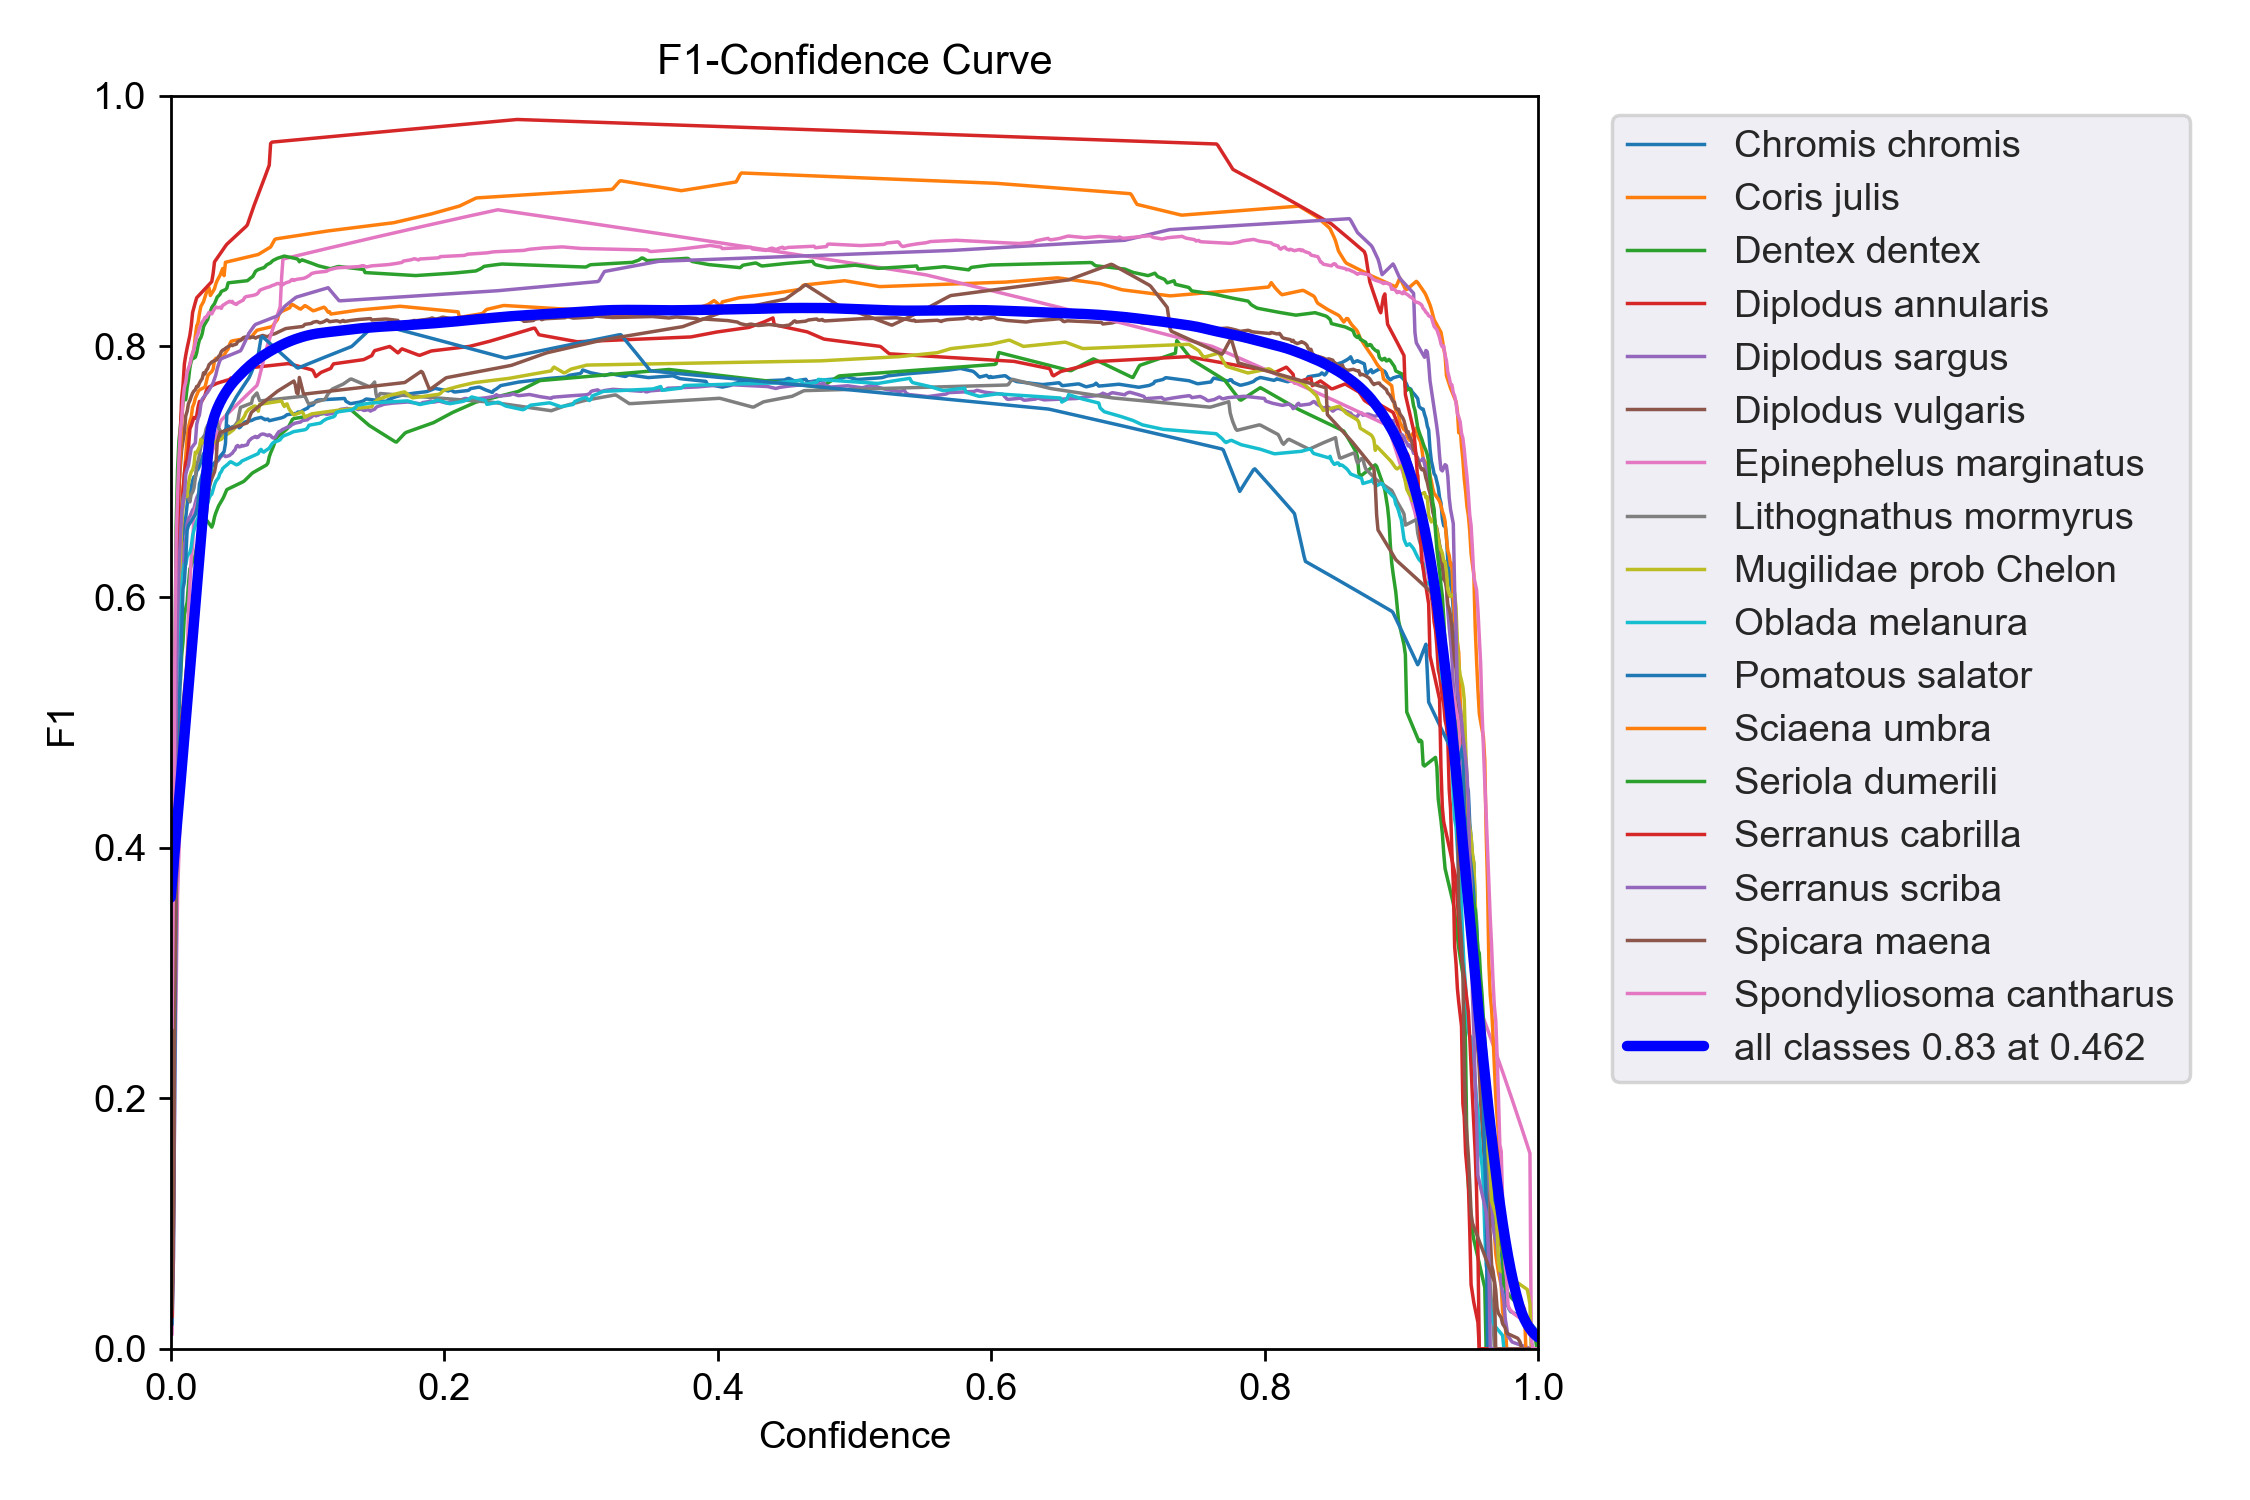 F1-Confidence Curve
1.0
0.8
0.6
0.4
0.2
0.0
F1
0.0 0.2 0.4 0.6 0.8 1.0
Confidence
Chromis chromis
Coris julis
Dentex dentex
Diplodus annularis
Diplodus sargus
Diplodus vulgaris
Epinephelus marginatus
Lithognathus mormyrus
Mugilidae prob Chelon
Oblada melanura
Pomatous salator
Sciaena umbra
Seriola dumerili
Serranus cabrilla
Serranus scriba
Spicara maena
Spondyliosoma cantharus
all classes 0.83 at 0.462